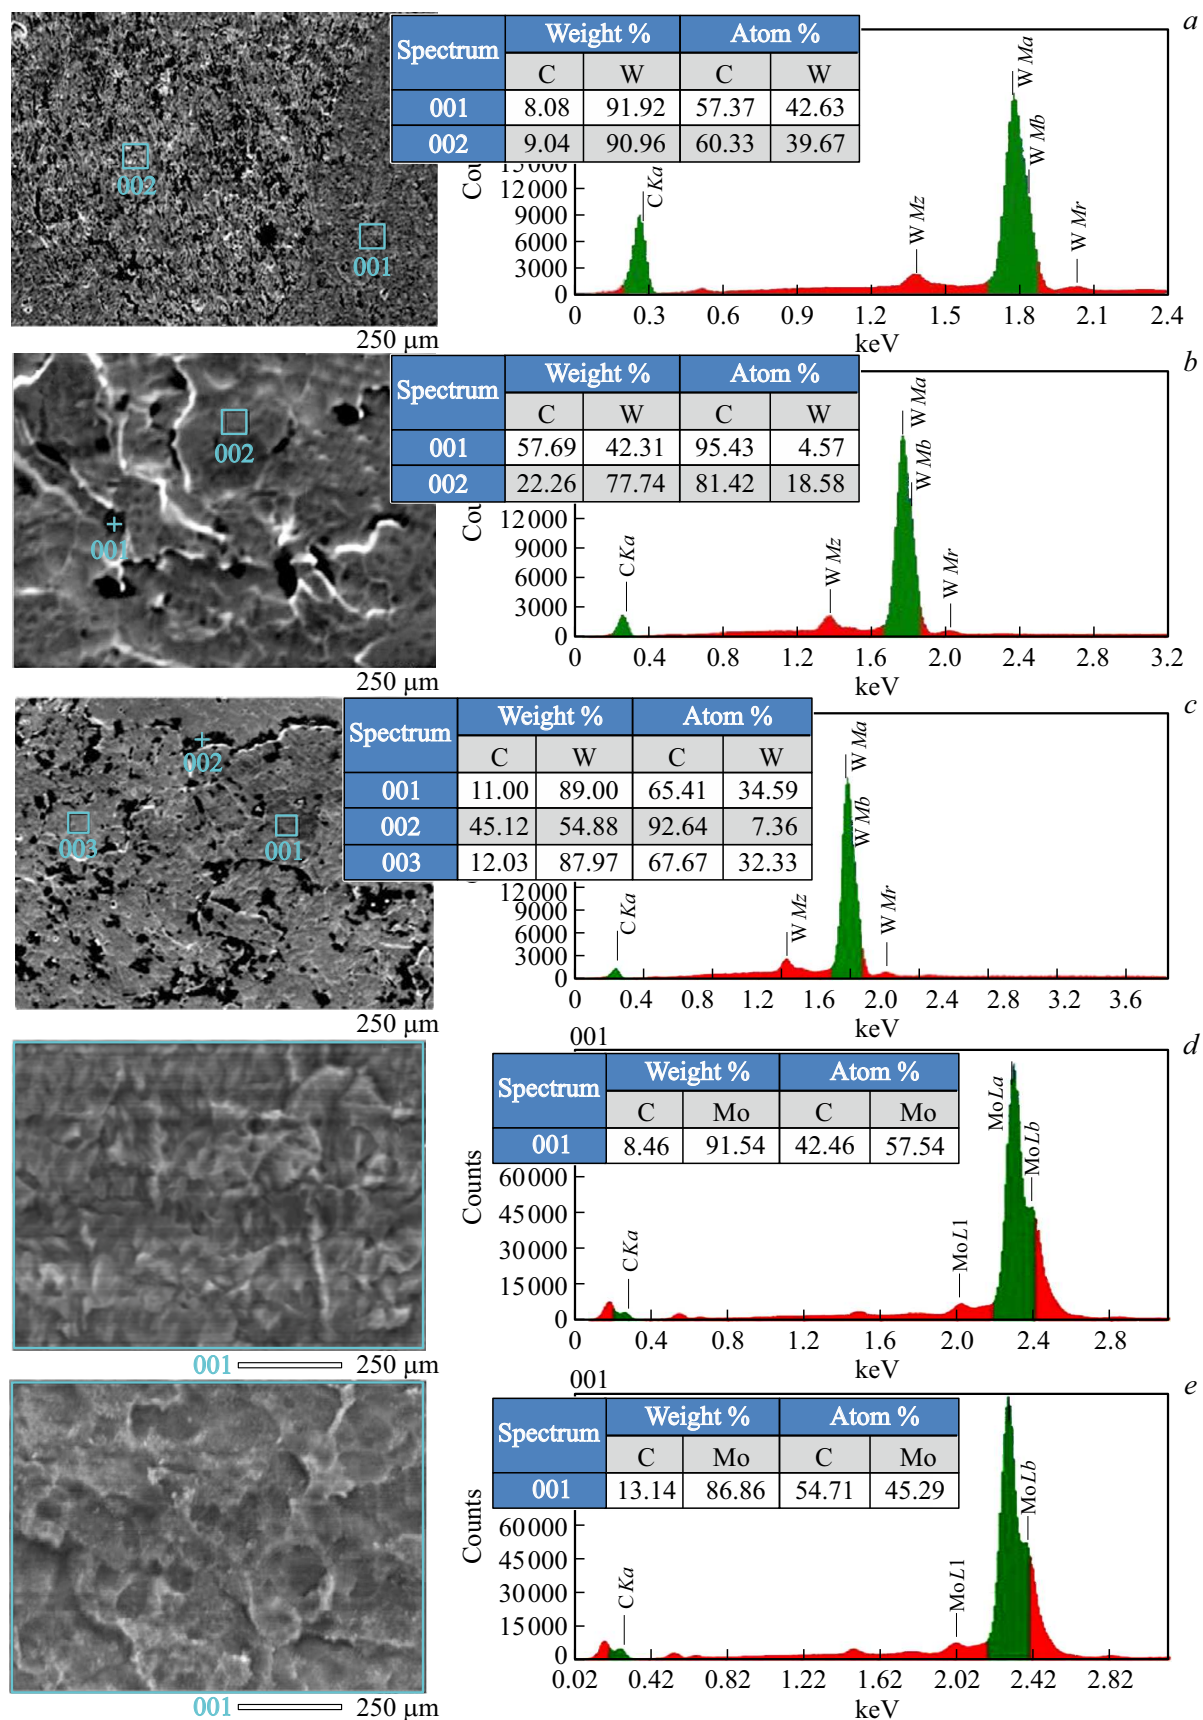 a
Spectrum Weight % Atom %
C W C W
001 8.08 91.92 57.37 42.63
002 9.04 90.96 60.33 39.67
002
001
250 μm
Cou
15000
12000
9000
6000
3000
0
C Ka
W Mz
W Ma
W Mb
W Mr
0 0.3 0.6 0.9 1.2 1.5 1.8 2.1 2.4
keV
b
Spectrum Weight % Atom %
C W C W
001 57.69 42.31 95.43 4.57
002 22.26 77.74 81.42 18.58
002
001
250 μm
Cou
12000
9000
6000
3000
0
C Ka
W Mz
W Ma
W Mb
W Mr
0 0.4 0.8 1.2 1.6 2.0 2.4 2.8 3.2
keV
c
Spectrum Weight % Atom %
C W C W
001 11.00 89.00 65.41 34.59
002 45.12 54.88 92.64 7.36
003 12.03 87.97 67.67 32.33
002
003
001
250 μm
12000
9000
6000
3000
0
C Ka
W Mz
W Ma
W Mb
W Mr
0 0.4 0.8 1.2 1.6 2.0 2.4 2.8 3.2 3.6
keV
d
001
Spectrum Weight % Atom %
C Mo C Mo
001 8.46 91.54 42.46 57.54
Counts
60000
45000
30000
15000
0
C Ka
MoL1
MoLa
MoLb
0 0.4 0.8 1.2 1.6 2.0 2.4 2.8
keV
001 250 μm
e
001
Spectrum Weight % Atom %
C Mo C Mo
001 13.14 86.86 54.71 45.29
Counts
60000
45000
30000
15000
0
C Ka
MoL1
MoLb
0.02 0.42 0.82 1.22 1.62 2.02 2.42 2.82
keV
001 250 μm